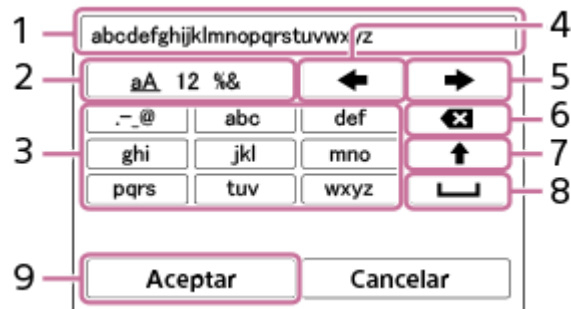 1 abcdefghijklmnopqrstuvwxyz 4
2 aA 12 %& 5
.-_@ abc def 6
3 ghi jkl mno 7
pqrs tuv wxyz 8
9 Aceptar Cancelar